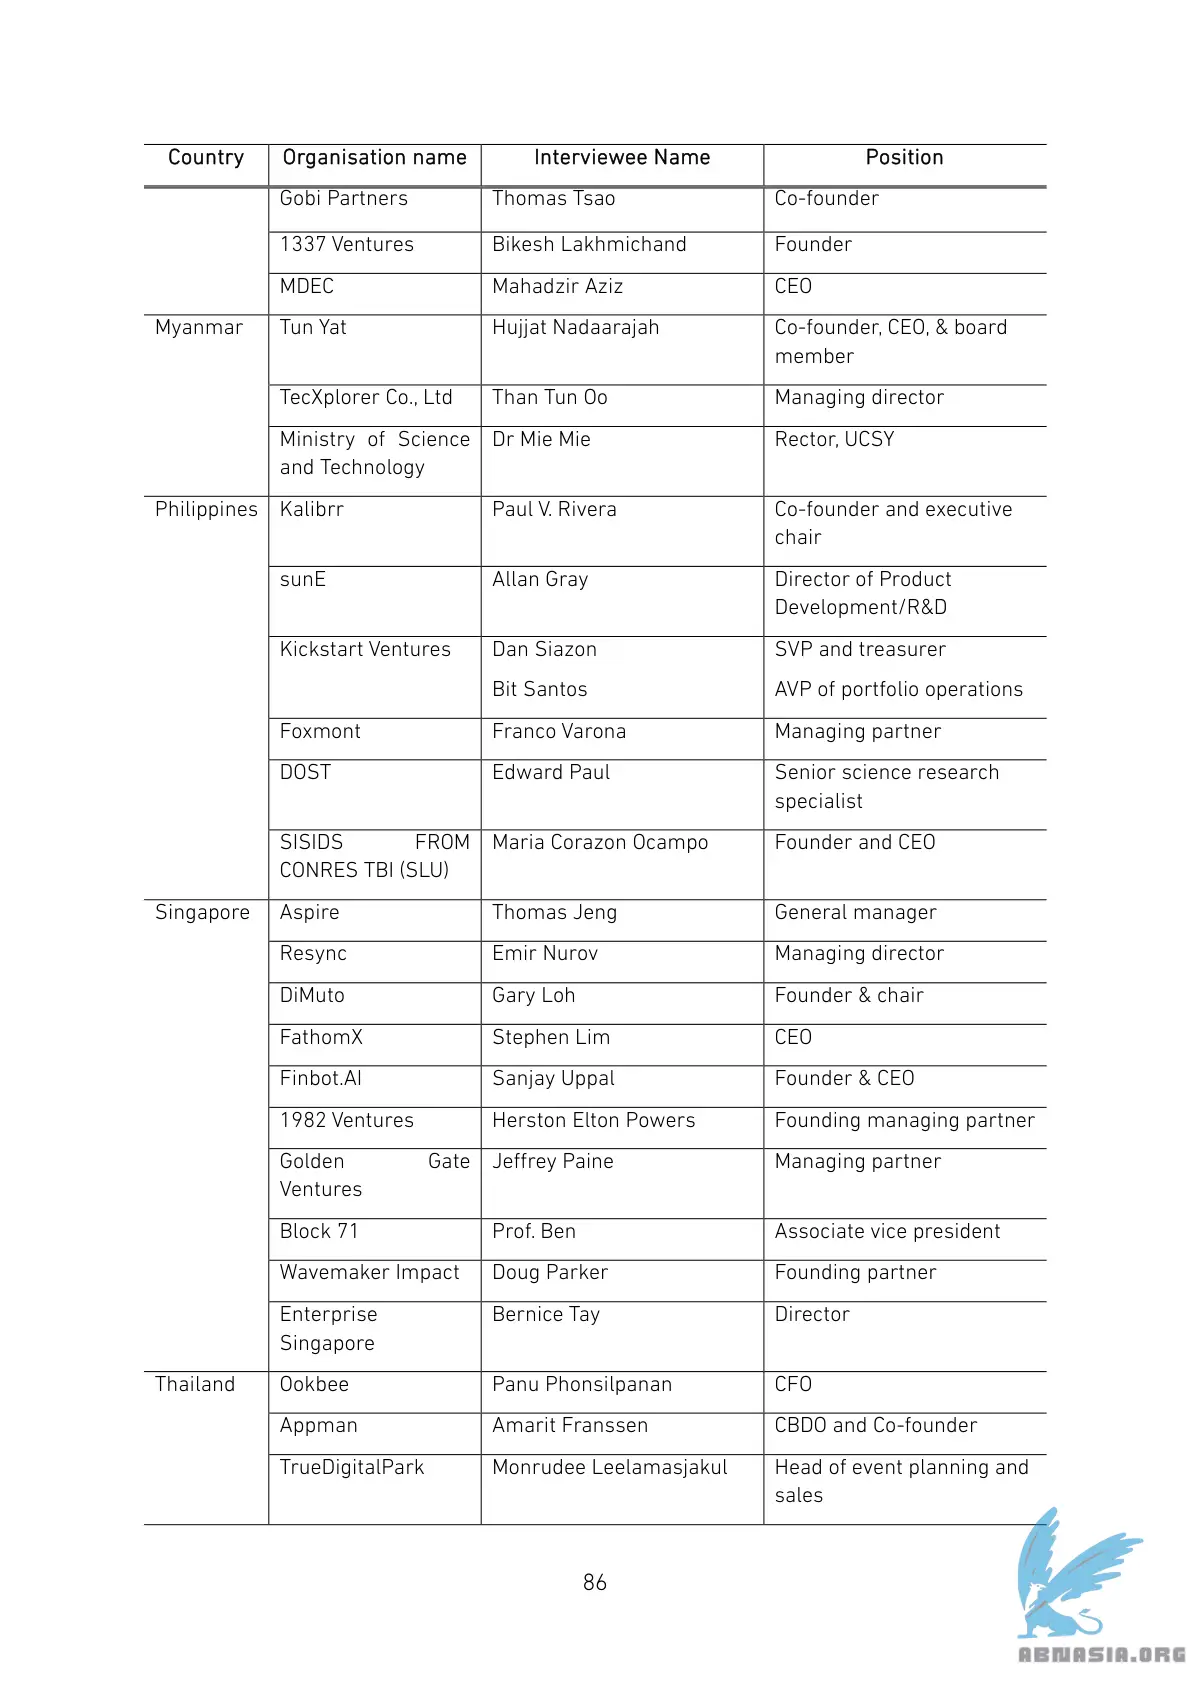 Country Organisation name Interviewee Name Position
Gobi Partners Thomas Tsao Co-founder
1337 Ventures Bikesh Lakhmichand Founder
MDEC Mahadzir Aziz CEO
Myanmar Tun Yat Hujjat Nadaarajah Co-founder, CEO, & board
member
TecXplorer Co., Ltd Than Tun Oo Managing director
Ministry of Science Dr Mie Mie Rector, UCSY
and Technology
Philippines Kalibrr Paul V. Rivera Co-founder and executive
chair
sunE Allan Gray Director of Product
Development/R&D
Kickstart Ventures Dan Siazon SVP and treasurer
Bit Santos AVP of portfolio operations
Foxmont Franco Varona Managing partner
DOST Edward Paul Senior science research
specialist
SISIDS FROM Maria Corazon Ocampo Founder and CEO
CONRES TBI (SLU)
Singapore Aspire Thomas Jeng General manager
Resync Emir Nurov Managing director
DiMuto Gary Loh Founder & chair
FathomX Stephen Lim CEO
Finbot.AI Sanjay Uppal Founder & CEO
1982 Ventures Herston Elton Powers Founding managing partner
Golden Gate Jeffrey Paine Managing partner
Ventures
Block 71 Prof. Ben Associate vice president
Wavemaker Impact Doug Parker Founding partner
Enterprise Bernice Tay Director
Singapore
Thailand Ookbee Panu Phonsilpanan CFO
Appman Amarit Franssen CBDO and Co-founder
TrueDigitalPark Monrudee Leelamasjakul Head of event planning and
sales
86
ABNASIA.ORG